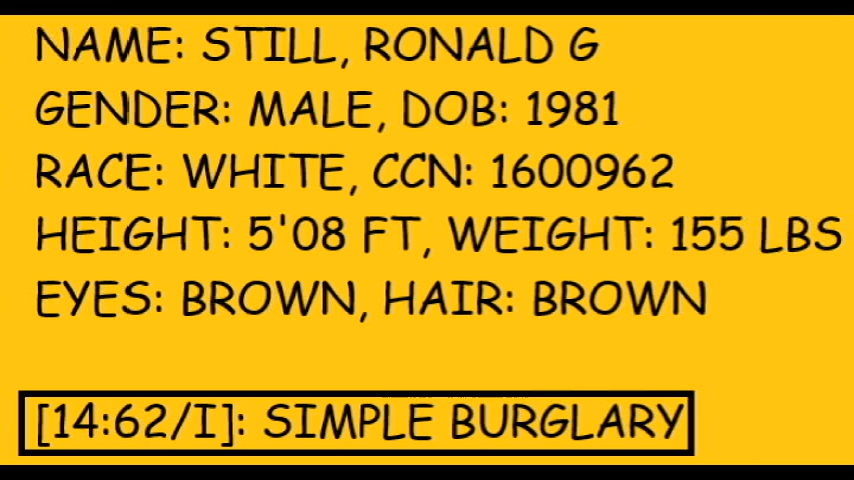 NAME: STILL, RONALD G
GENDER: MALE, DOB: 1981
RACE: WHITE, CCN: 1600962
HEIGHT: 5'08 FT, WEIGHT: 155 LBS
EYES: BROWN, HAIR: BROWN
[14:62/I]: SIMPLE BURGLARY